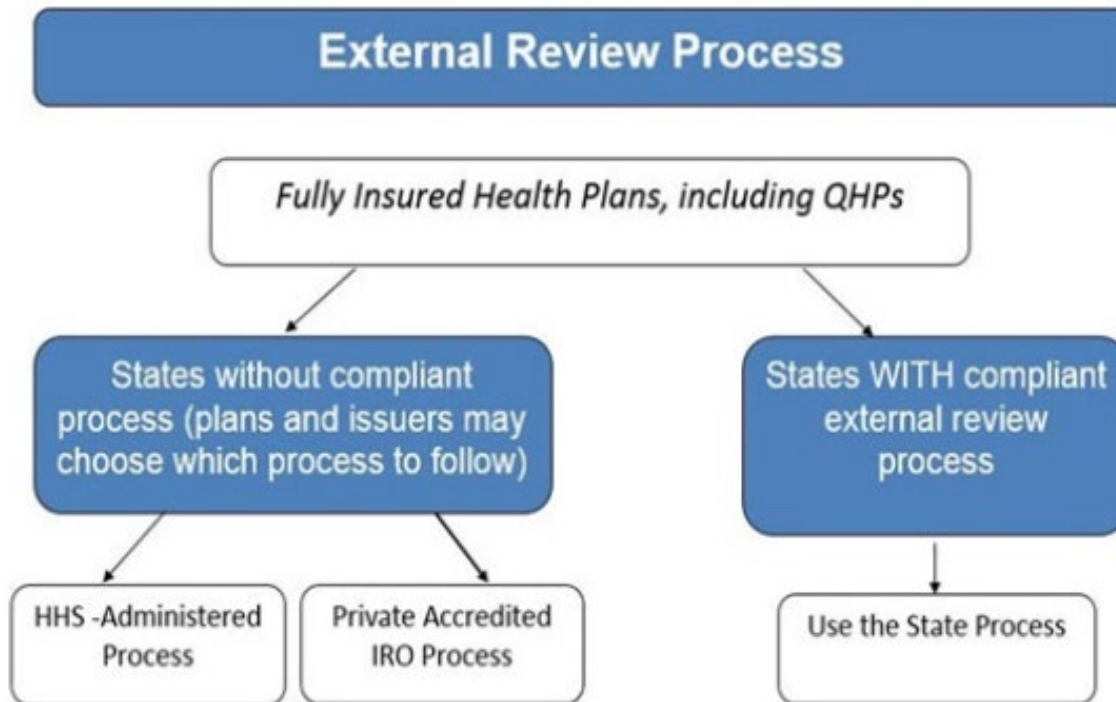 External Review Process
Fully Insured Health Plans, including QHPs
States without compliant
process (plans and issuers may
choose which process to follow)
States WITH compliant
external review
process
HHS -Administered
Process
Private Accredited
IRO Process
Use the State Process